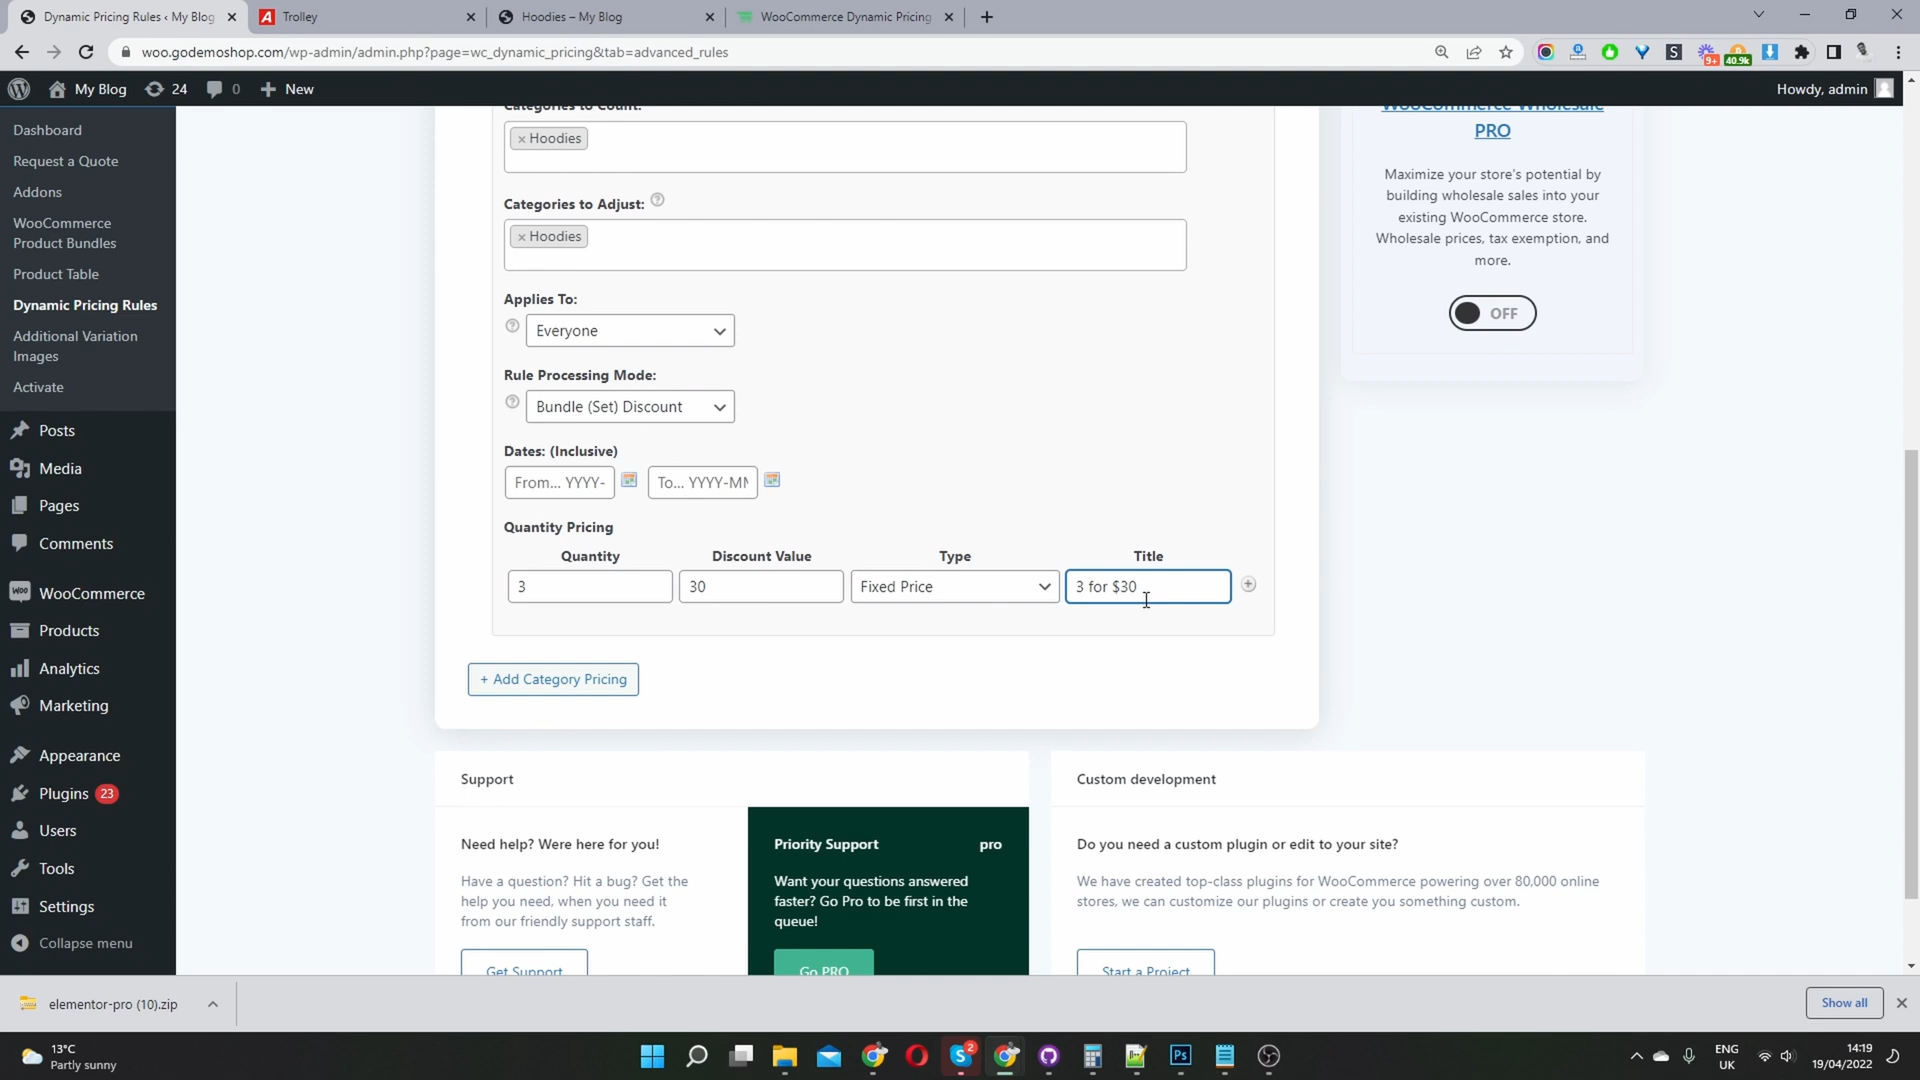 Dynamic Pricing Rules ‹ My Blog
Trolley
Hoodies – My Blog
WooCommerce Dynamic Pricing
woo.godemoshop.com/wp-admin/admin.php?page=wc_dynamic_pricing&tab=advanced_rules
9+
40.9k
My Blog
24
0
New
Howdy, admin
Dashboard
Request a Quote
Addons
WooCommerce
Product Bundles
Product Table
Dynamic Pricing Rules
Additional Variation
Images
Activate
Posts
Media
Pages
Comments
WooCommerce
Products
Analytics
Marketing
Appearance
Plugins 23
Users
Tools
Settings
Collapse menu
Categories to Count:
× Hoodies
Categories to Adjust:
× Hoodies
Applies To:
Everyone
Rule Processing Mode:
Bundle (Set) Discount
Dates: (Inclusive)
From... YYYY-
To... YYYY-MM
Quantity Pricing
Quantity
Discount Value
Type
Title
3
30
Fixed Price
3 for $30
+ Add Category Pricing
WooCommerce Wholesale
PRO
Maximize your store's potential by
building wholesale sales into your
existing WooCommerce store.
Wholesale prices, tax exemption, and
more.
OFF
Support
Need help? Were here for you!
Have a question? Hit a bug? Get the
help you need, when you need it
from our friendly support staff.
Get Support
Priority Support
pro
Want your questions answered
faster? Go Pro to be first in the
queue!
Go PRO
Custom development
Do you need a custom plugin or edit to your site?
We have created top-class plugins for WooCommerce powering over 80,000 online
stores, we can customize our plugins or create you something custom.
Start a Project
elementor-pro (10).zip
Show all
13°C
Partly sunny
2
Ps
ENG
UK
14:19
19/04/2022